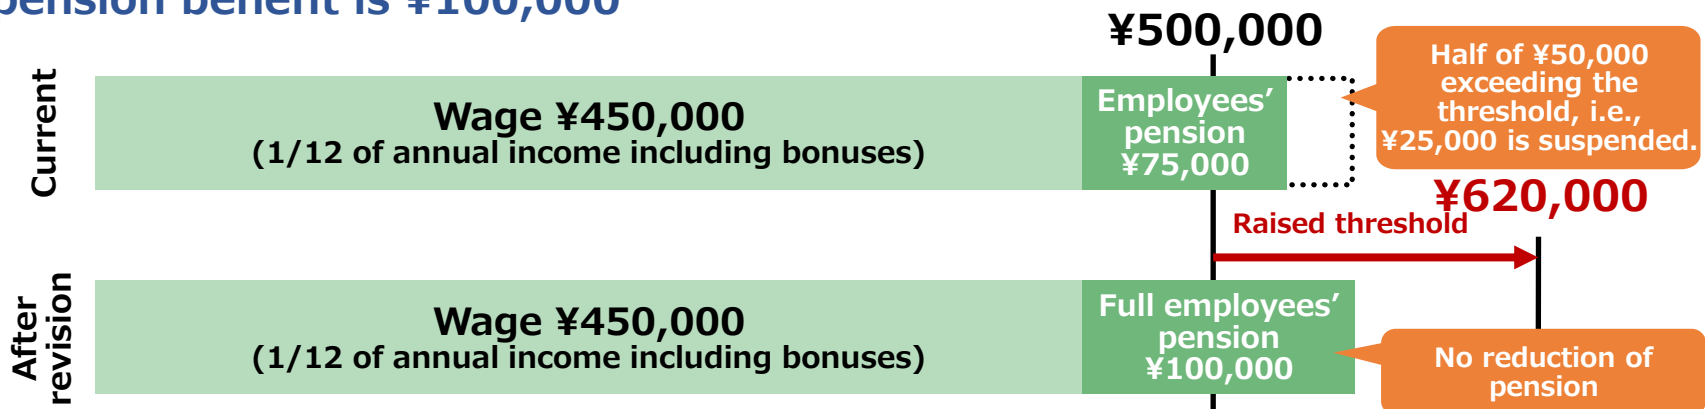 pension benefit is ¥100,000
¥500,000
Half of ¥50,000
exceeding the
threshold, i.e.,
¥25,000 is suspended.
Current
Wage ¥450,000
(1/12 of annual income including bonuses)
Employees’
pension
¥75,000
¥620,000
Raised threshold
After
revision
Wage ¥450,000
(1/12 of annual income including bonuses)
Full employees’
pension
¥100,000
No reduction of
pension